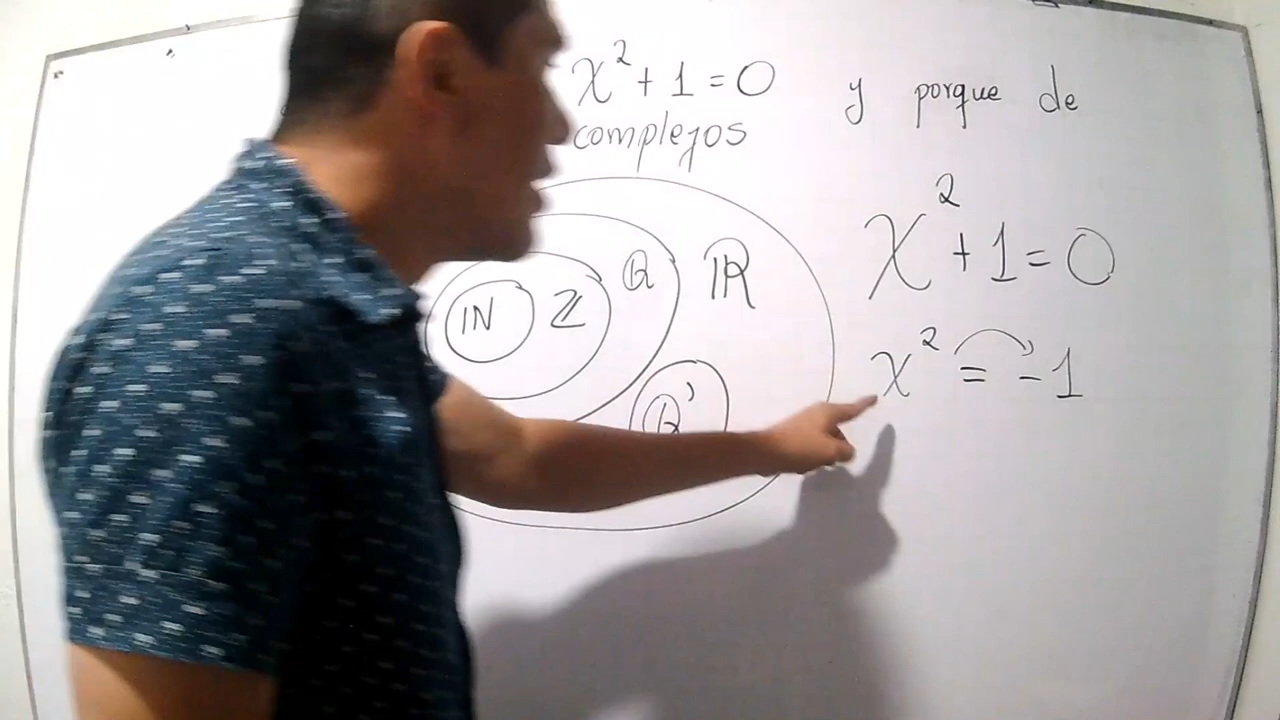 x² + 1 = 0 y porque de
complejos
x² + 1 = 0
x² = -1
IN Z Q IR
Q'